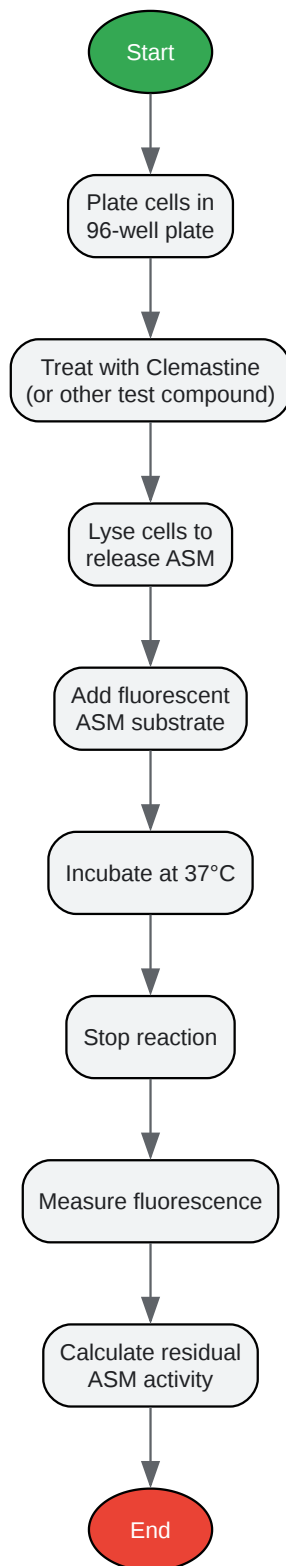 Start
Plate cells in
96-well plate
Treat with Clemastine
(or other test compound)
Lyse cells to
release ASM
Add fluorescent
ASM substrate
Incubate at 37°C
Stop reaction
Measure fluorescence
Calculate residual
ASM activity
End